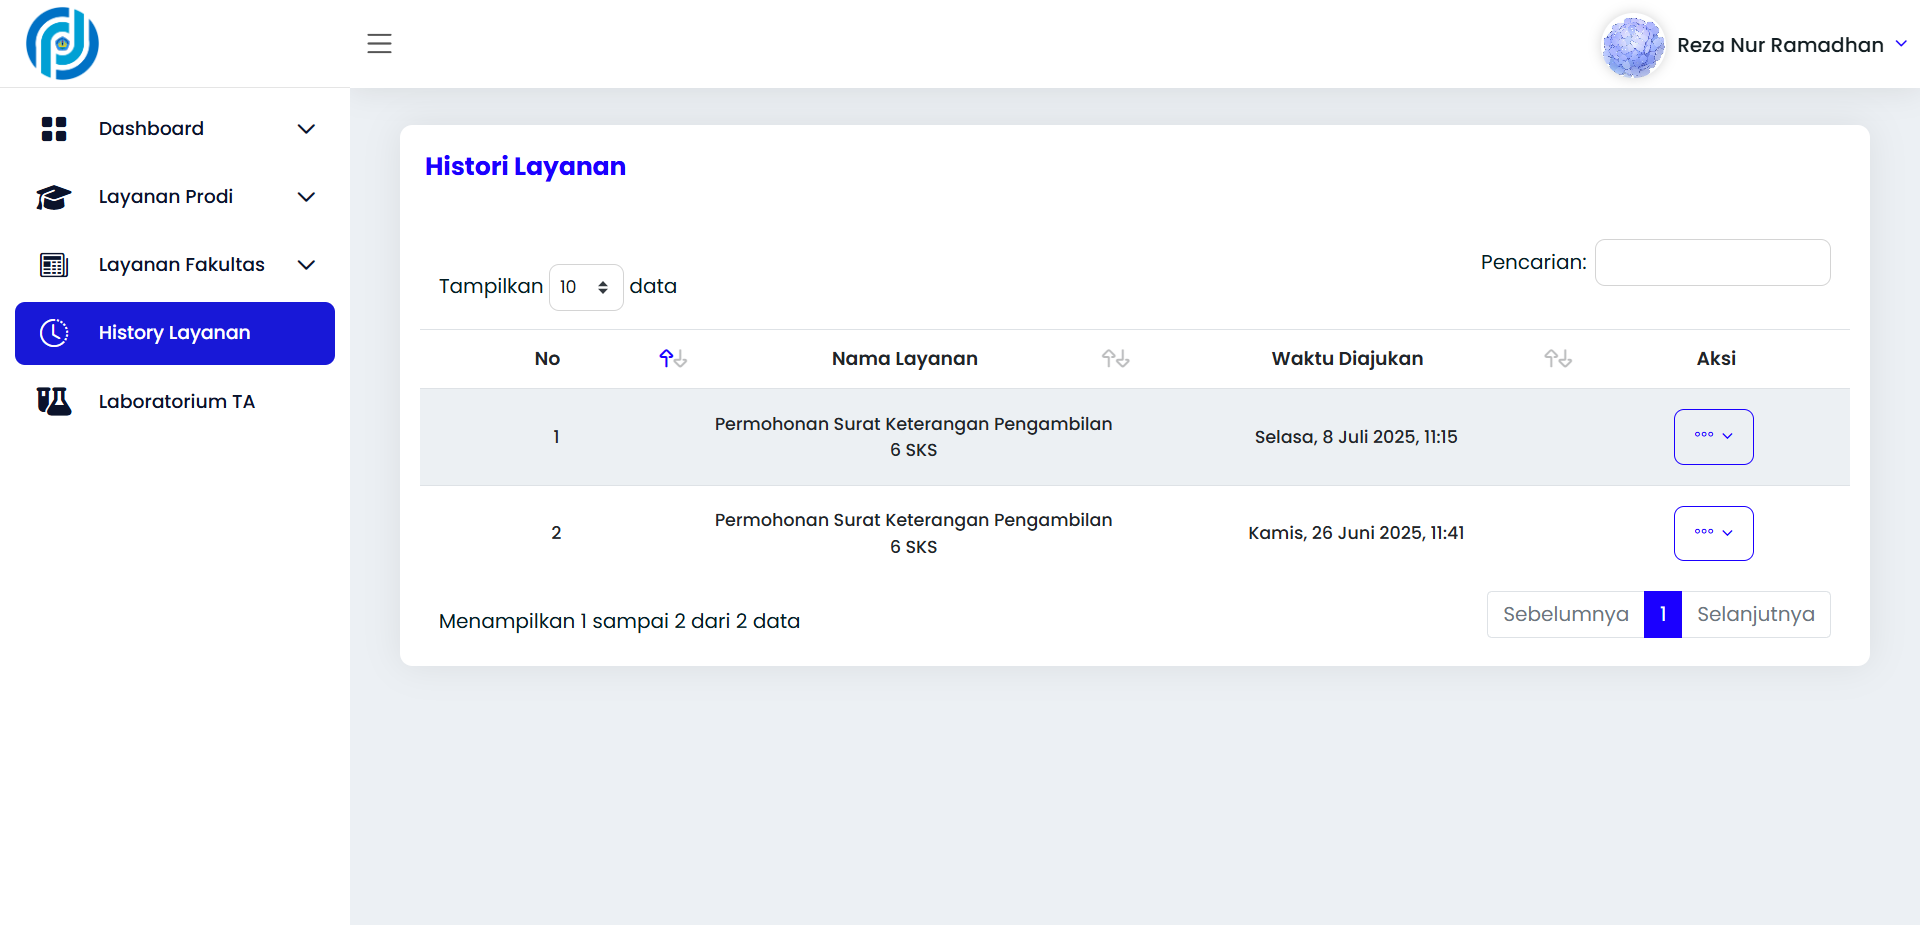 Reza Nur Ramadhan
Dashboard
Layanan Prodi
Layanan Fakultas
History Layanan
Laboratorium TA
Histori Layanan
Tampilkan 10 data
Pencarian:
No Nama Layanan Waktu Diajukan Aksi
1 Permohonan Surat Keterangan Pengambilan
6 SKS Selasa, 8 Juli 2025, 11:15
2 Permohonan Surat Keterangan Pengambilan
6 SKS Kamis, 26 Juni 2025, 11:41
Menampilkan 1 sampai 2 dari 2 data
Sebelumnya 1 Selanjutnya